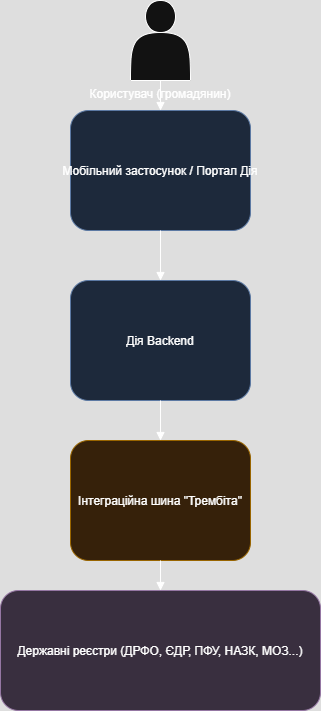 Користувач (громадянин)
Мобільний застосунок / Портал Дія
Дія Backend
Інтеграційна шина "Трембіта"
Державні реєстри (ДРФО, ЄДР, ПФУ, НАЗК, МОЗ...)